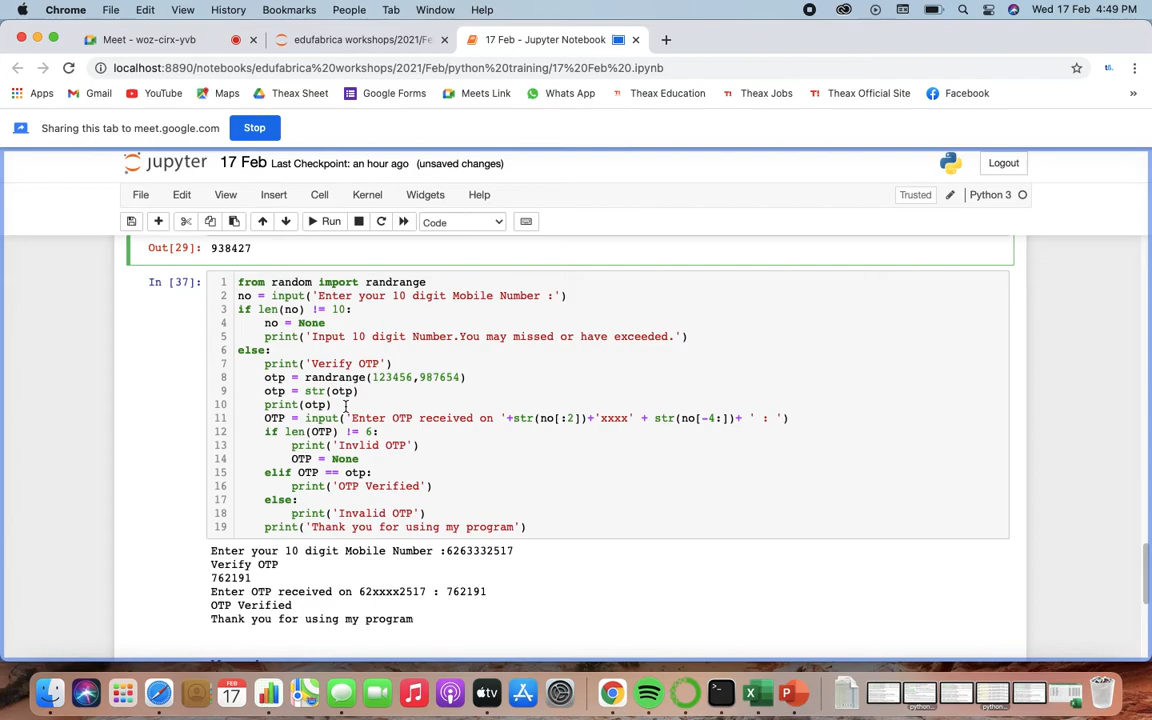 Chrome File Edit View History Bookmarks People Tab Window Help Wed 17 Feb 4:49 PM
Meet - woz-cirx-yvb edufabrica workshops/2021/Fe 17 Feb - Jupyter Notebook
localhost:8890/notebooks/edufabrica%20workshops/2021/Feb/python%20training/17%20Feb%20.ipynb
Apps Gmail YouTube Maps Theax Sheet Google Forms Meets Link Whats App Theax Education Theax Jobs Theax Official Site Facebook »
Sharing this tab to meet.google.com Stop
jupyter 17 Feb Last Checkpoint: an hour ago (unsaved changes) Logout
File Edit View Insert Cell Kernel Widgets Help Trusted Python 3
Run Code
Out[29]: 938427
In [37]: 1 from random import randrange
2 no = input('Enter your 10 digit Mobile Number :')
3 if len(no) != 10:
4 no = None
5 print('Input 10 digit Number.You may missed or have exceeded.')
6 else:
7 print('Verify OTP')
8 otp = randrange(123456,987654)
9 otp = str(otp)
10 print(otp)
11 OTP = input('Enter OTP received on '+str(no[:2])+'xxxx' + str(no[-4:])+ ' : ')
12 if len(OTP) != 6:
13 print('Invlid OTP')
14 OTP = None
15 elif OTP == otp:
16 print('OTP Verified')
17 else:
18 print('Invalid OTP')
19 print('Thank you for using my program')
Enter your 10 digit Mobile Number :6263332517
Verify OTP
762191
Enter OTP received on 62xxxx2517 : 762191
OTP Verified
Thank you for using my program
FEB
17
tv